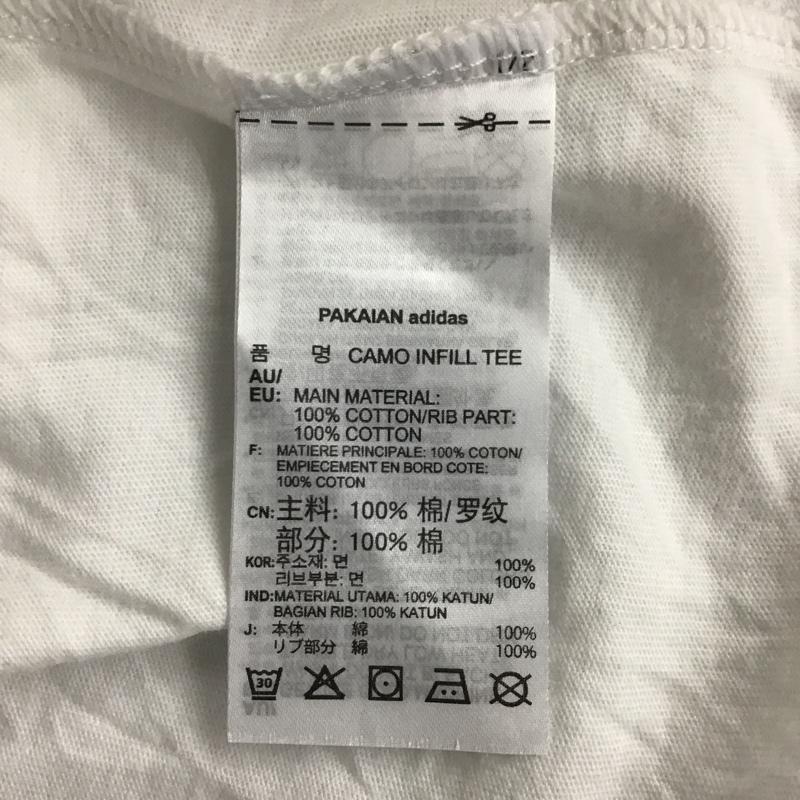 PAKAIAN adidas
품 명 CAMO INFILL TEE
AU/
EU: MAIN MATERIAL:
100% COTTON/RIB PART:
100% COTTON
F: MATIERE PRINCIPALE: 100% COTON/
EMPIECEMENT EN BORD COTE:
100% COTON
CN:主料: 100% 棉/罗纹
部分: 100% 棉
KOR:주소재: 면 100%
리브부분: 면 100%
IND:MATERIAL UTAMA: 100% KATUN/
BAGIAN RIB: 100% KATUN
J: 本体 綿 100%
リブ部分 綿 100%
30